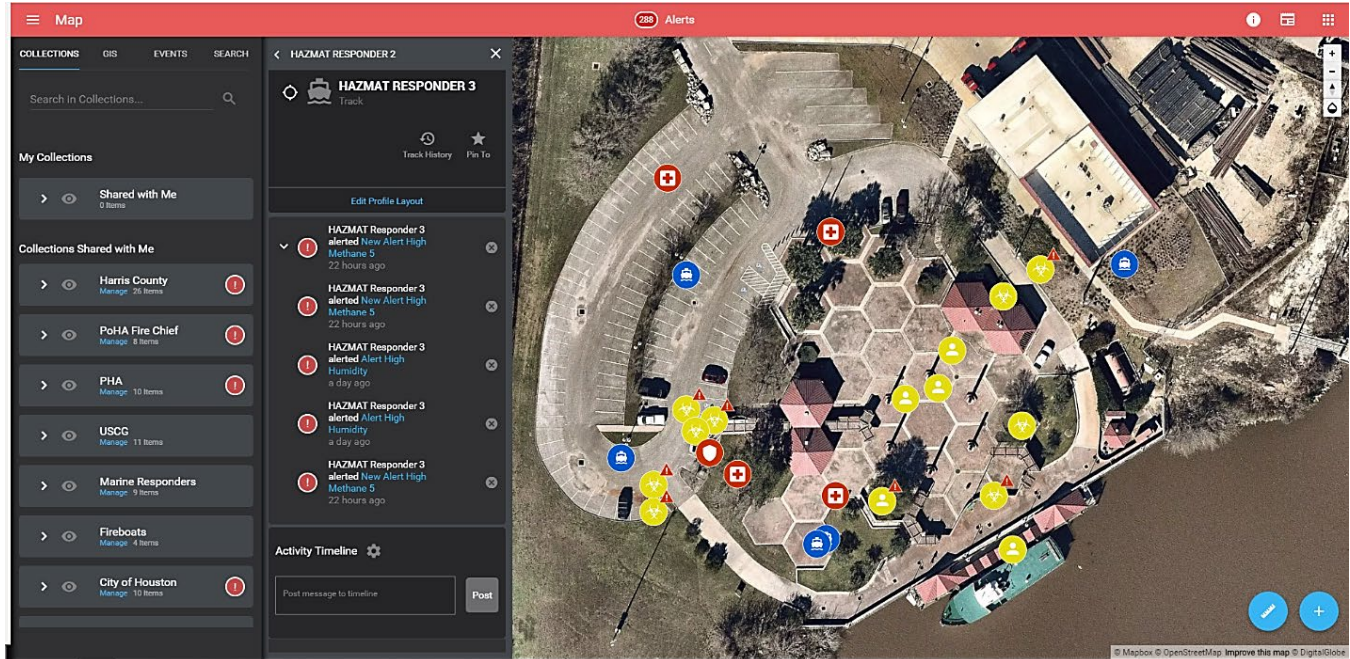 Map
288 Alerts
COLLECTIONS GIS EVENTS SEARCH
Search in Collections...
My Collections
Shared with Me
0 Items
Collections Shared with Me
Harris County
Manage 26 Items
PoHA Fire Chief
Manage 8 Items
PHA
Manage 10 Items
USCG
Manage 11 Items
Marine Responders
Manage 9 Items
Fireboats
Manage 4 Items
City of Houston
Manage 10 Items
HAZMAT RESPONDER 2
HAZMAT RESPONDER 3
Track
Track History Pin To
Edit Profile Layout
HAZMAT Responder 3
alerted New Alert High
Methane 5
22 hours ago
HAZMAT Responder 3
alerted New Alert High
Methane 5
22 hours ago
HAZMAT Responder 3
alerted Alert High
Humidity
a day ago
HAZMAT Responder 3
alerted Alert High
Humidity
a day ago
HAZMAT Responder 3
alerted New Alert High
Methane 5
22 hours ago
Activity Timeline
Post message to timeline
Post
© Mapbox © OpenStreetMap Improve this map © DigitalGlobe